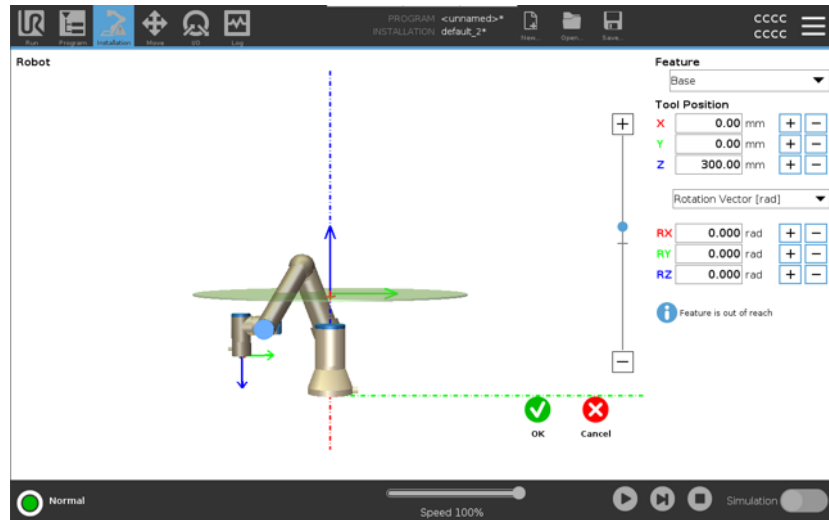 UR
PROGRAM <unnamed>*
INSTALLATION default_2*
cccc
cccc
Run Program Installation Move I/O Log New... Open... Save...
Robot
Feature
Base
Tool Position
X 0.00 mm + −
Y 0.00 mm + −
Z 300.00 mm + −
Rotation Vector [rad]
RX 0.000 rad + −
RY 0.000 rad + −
RZ 0.000 rad + −
i Feature is out of reach
+
−
OK Cancel
Normal
Speed 100%
Simulation